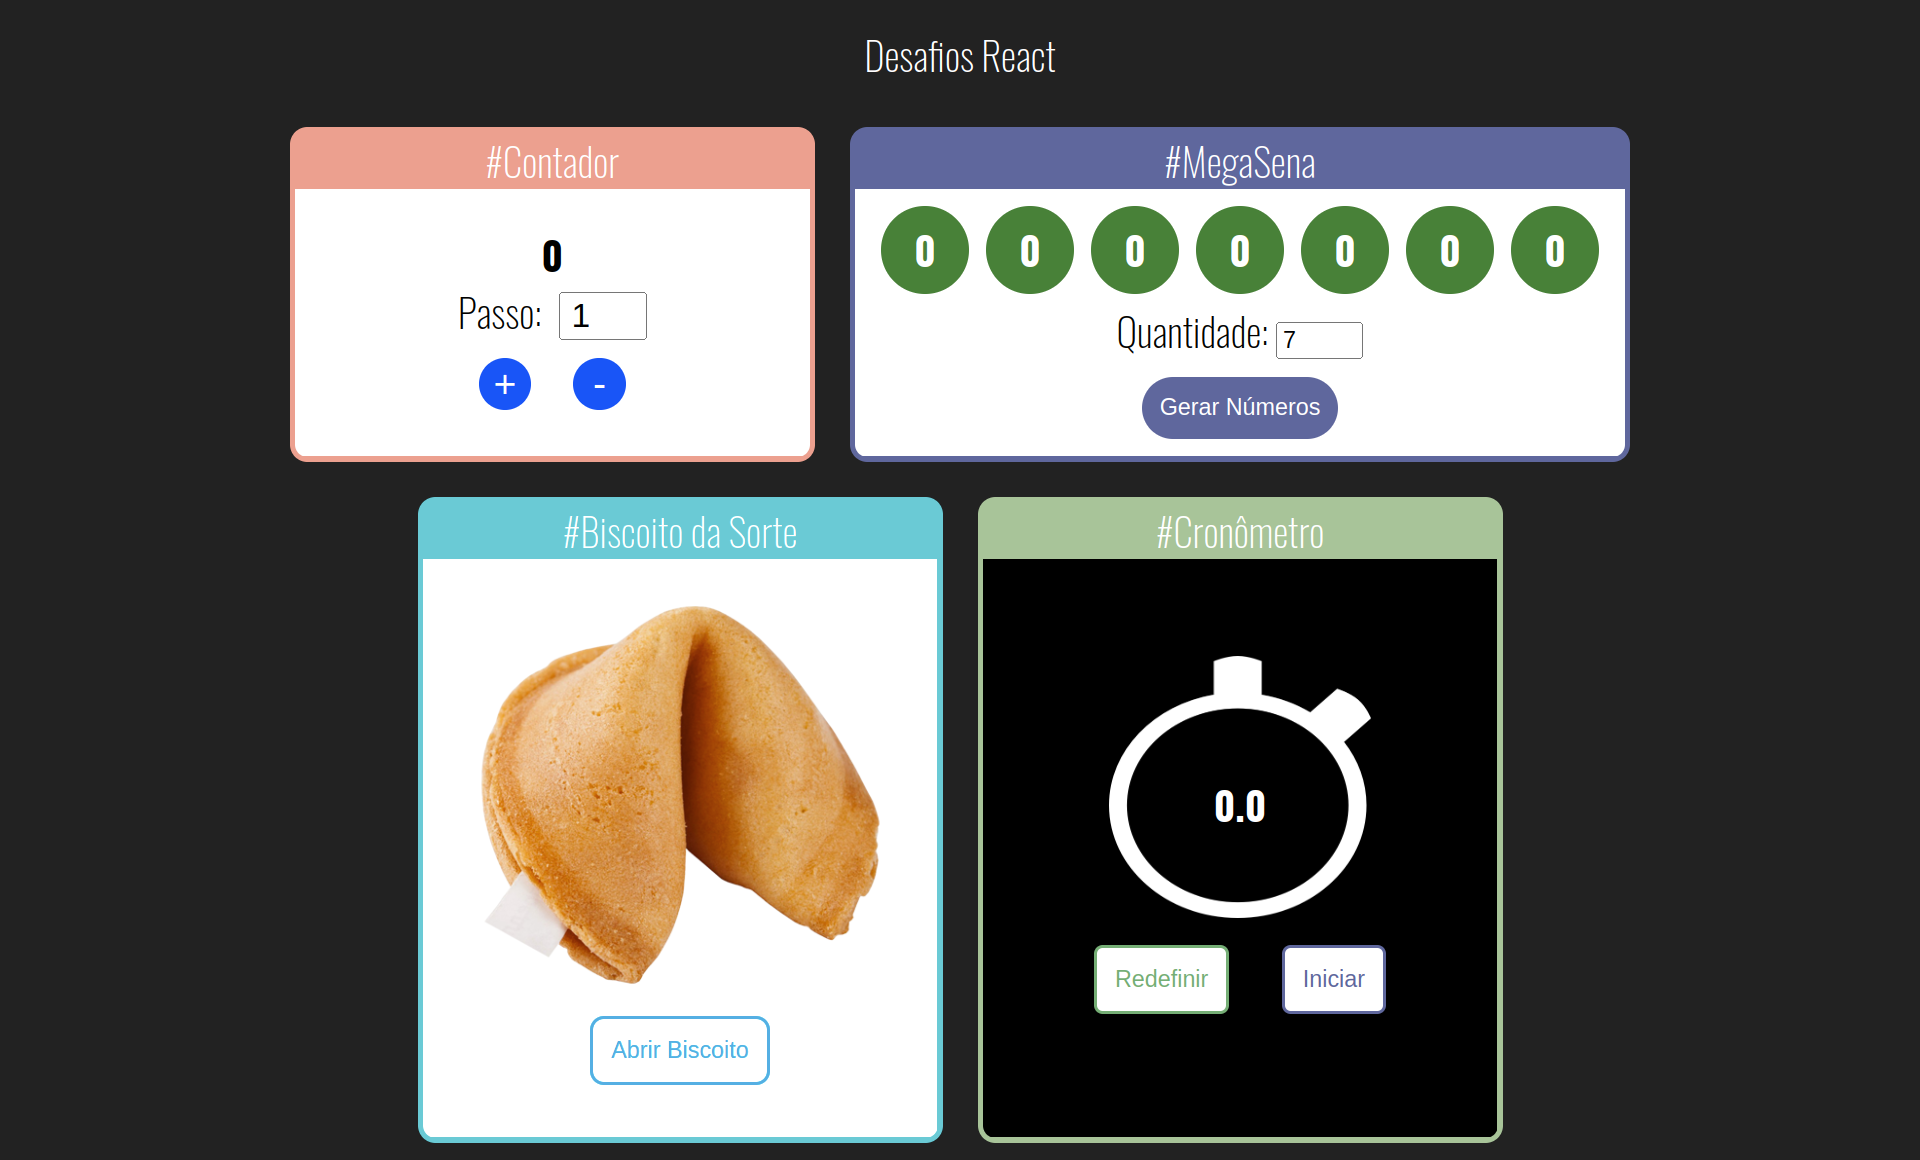 Desafios React
#Contador
0
Passo: 1
+ -
#MegaSena
0 0 0 0 0 0 0
Quantidade: 7
Gerar Números
#Biscoito da Sorte
Abrir Biscoito
#Cronômetro
0.0
Redefinir Iniciar